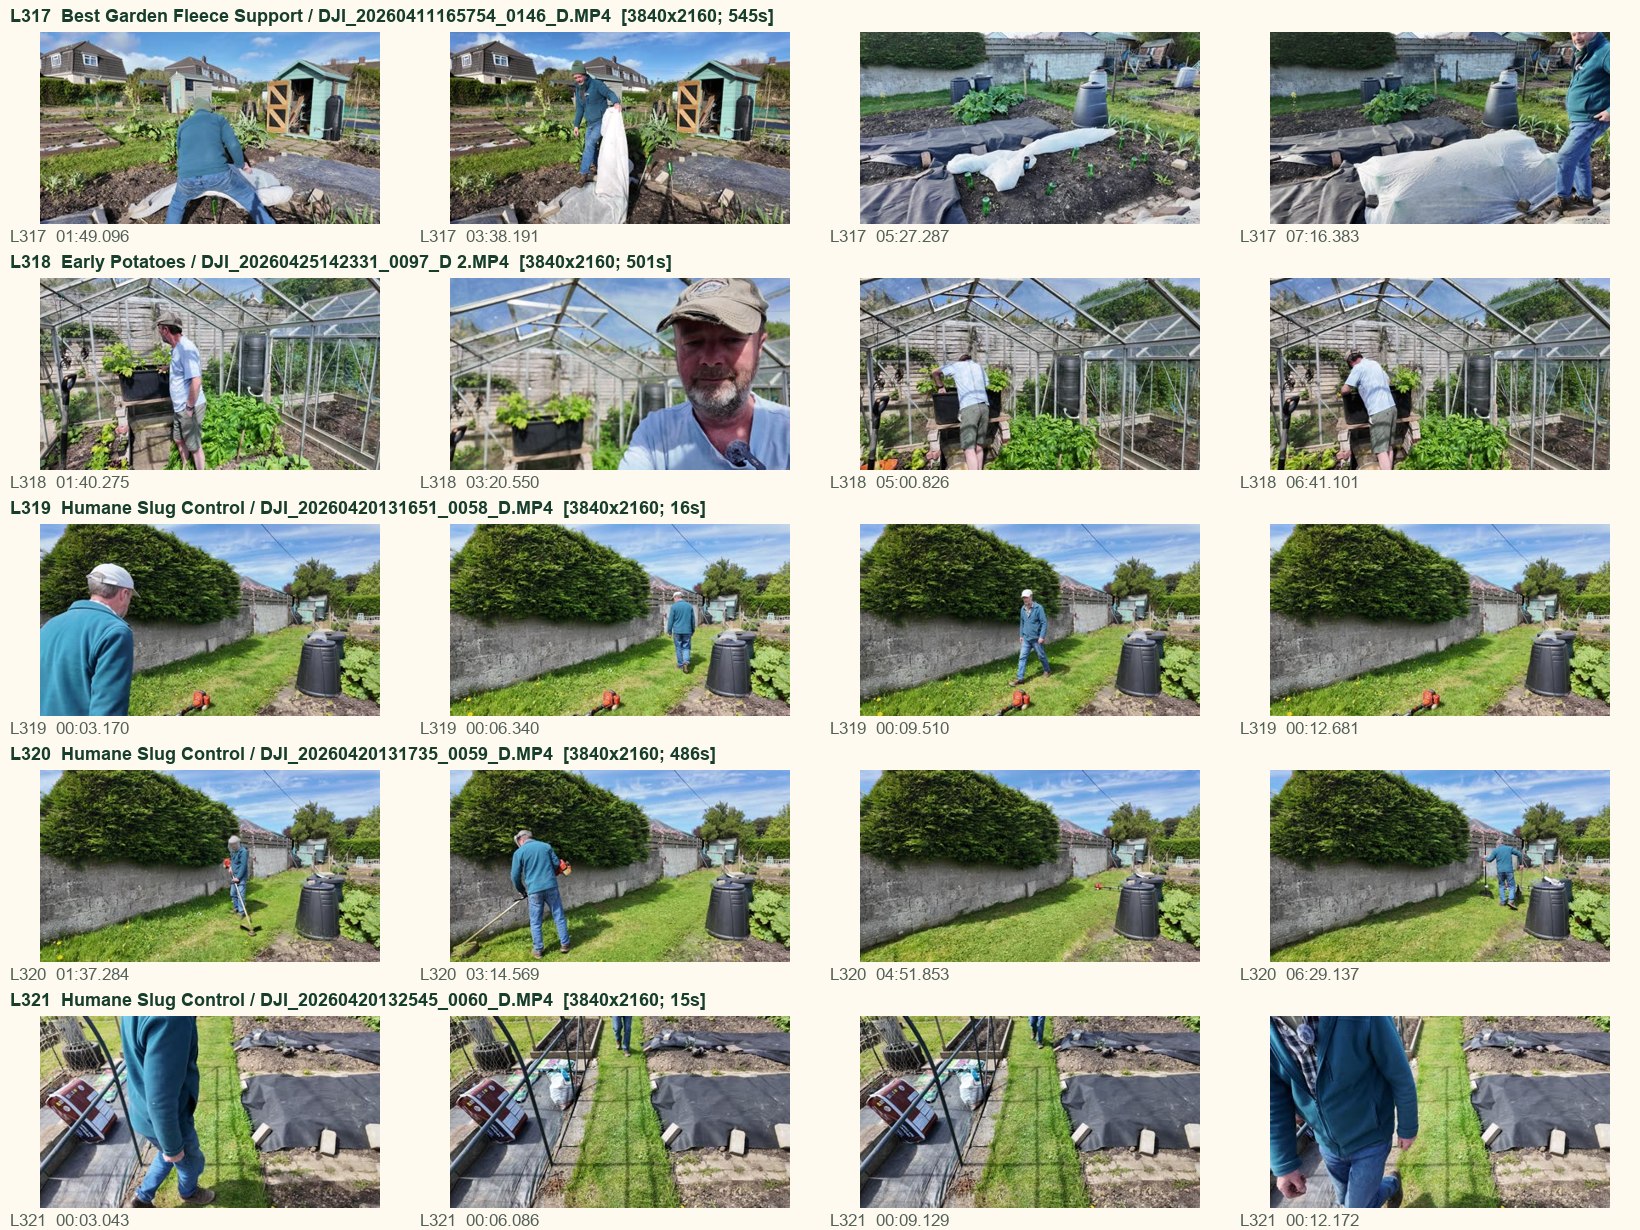 L317 Best Garden Fleece Support / DJI_20260411165754_0146_D.MP4 [3840x2160; 545s]
L317 01:49.096
L317 03:38.191
L317 05:27.287
L317 07:16.383
L318 Early Potatoes / DJI_20260425142331_0097_D 2.MP4 [3840x2160; 501s]
L318 01:40.275
L318 03:20.550
L318 05:00.826
L318 06:41.101
L319 Humane Slug Control / DJI_20260420131651_0058_D.MP4 [3840x2160; 16s]
L319 00:03.170
L319 00:06.340
L319 00:09.510
L319 00:12.681
L320 Humane Slug Control / DJI_20260420131735_0059_D.MP4 [3840x2160; 486s]
L320 01:37.284
L320 03:14.569
L320 04:51.853
L320 06:29.137
L321 Humane Slug Control / DJI_20260420132545_0060_D.MP4 [3840x2160; 15s]
L321 00:03.043
L321 00:06.086
L321 00:09.129
L321 00:12.172